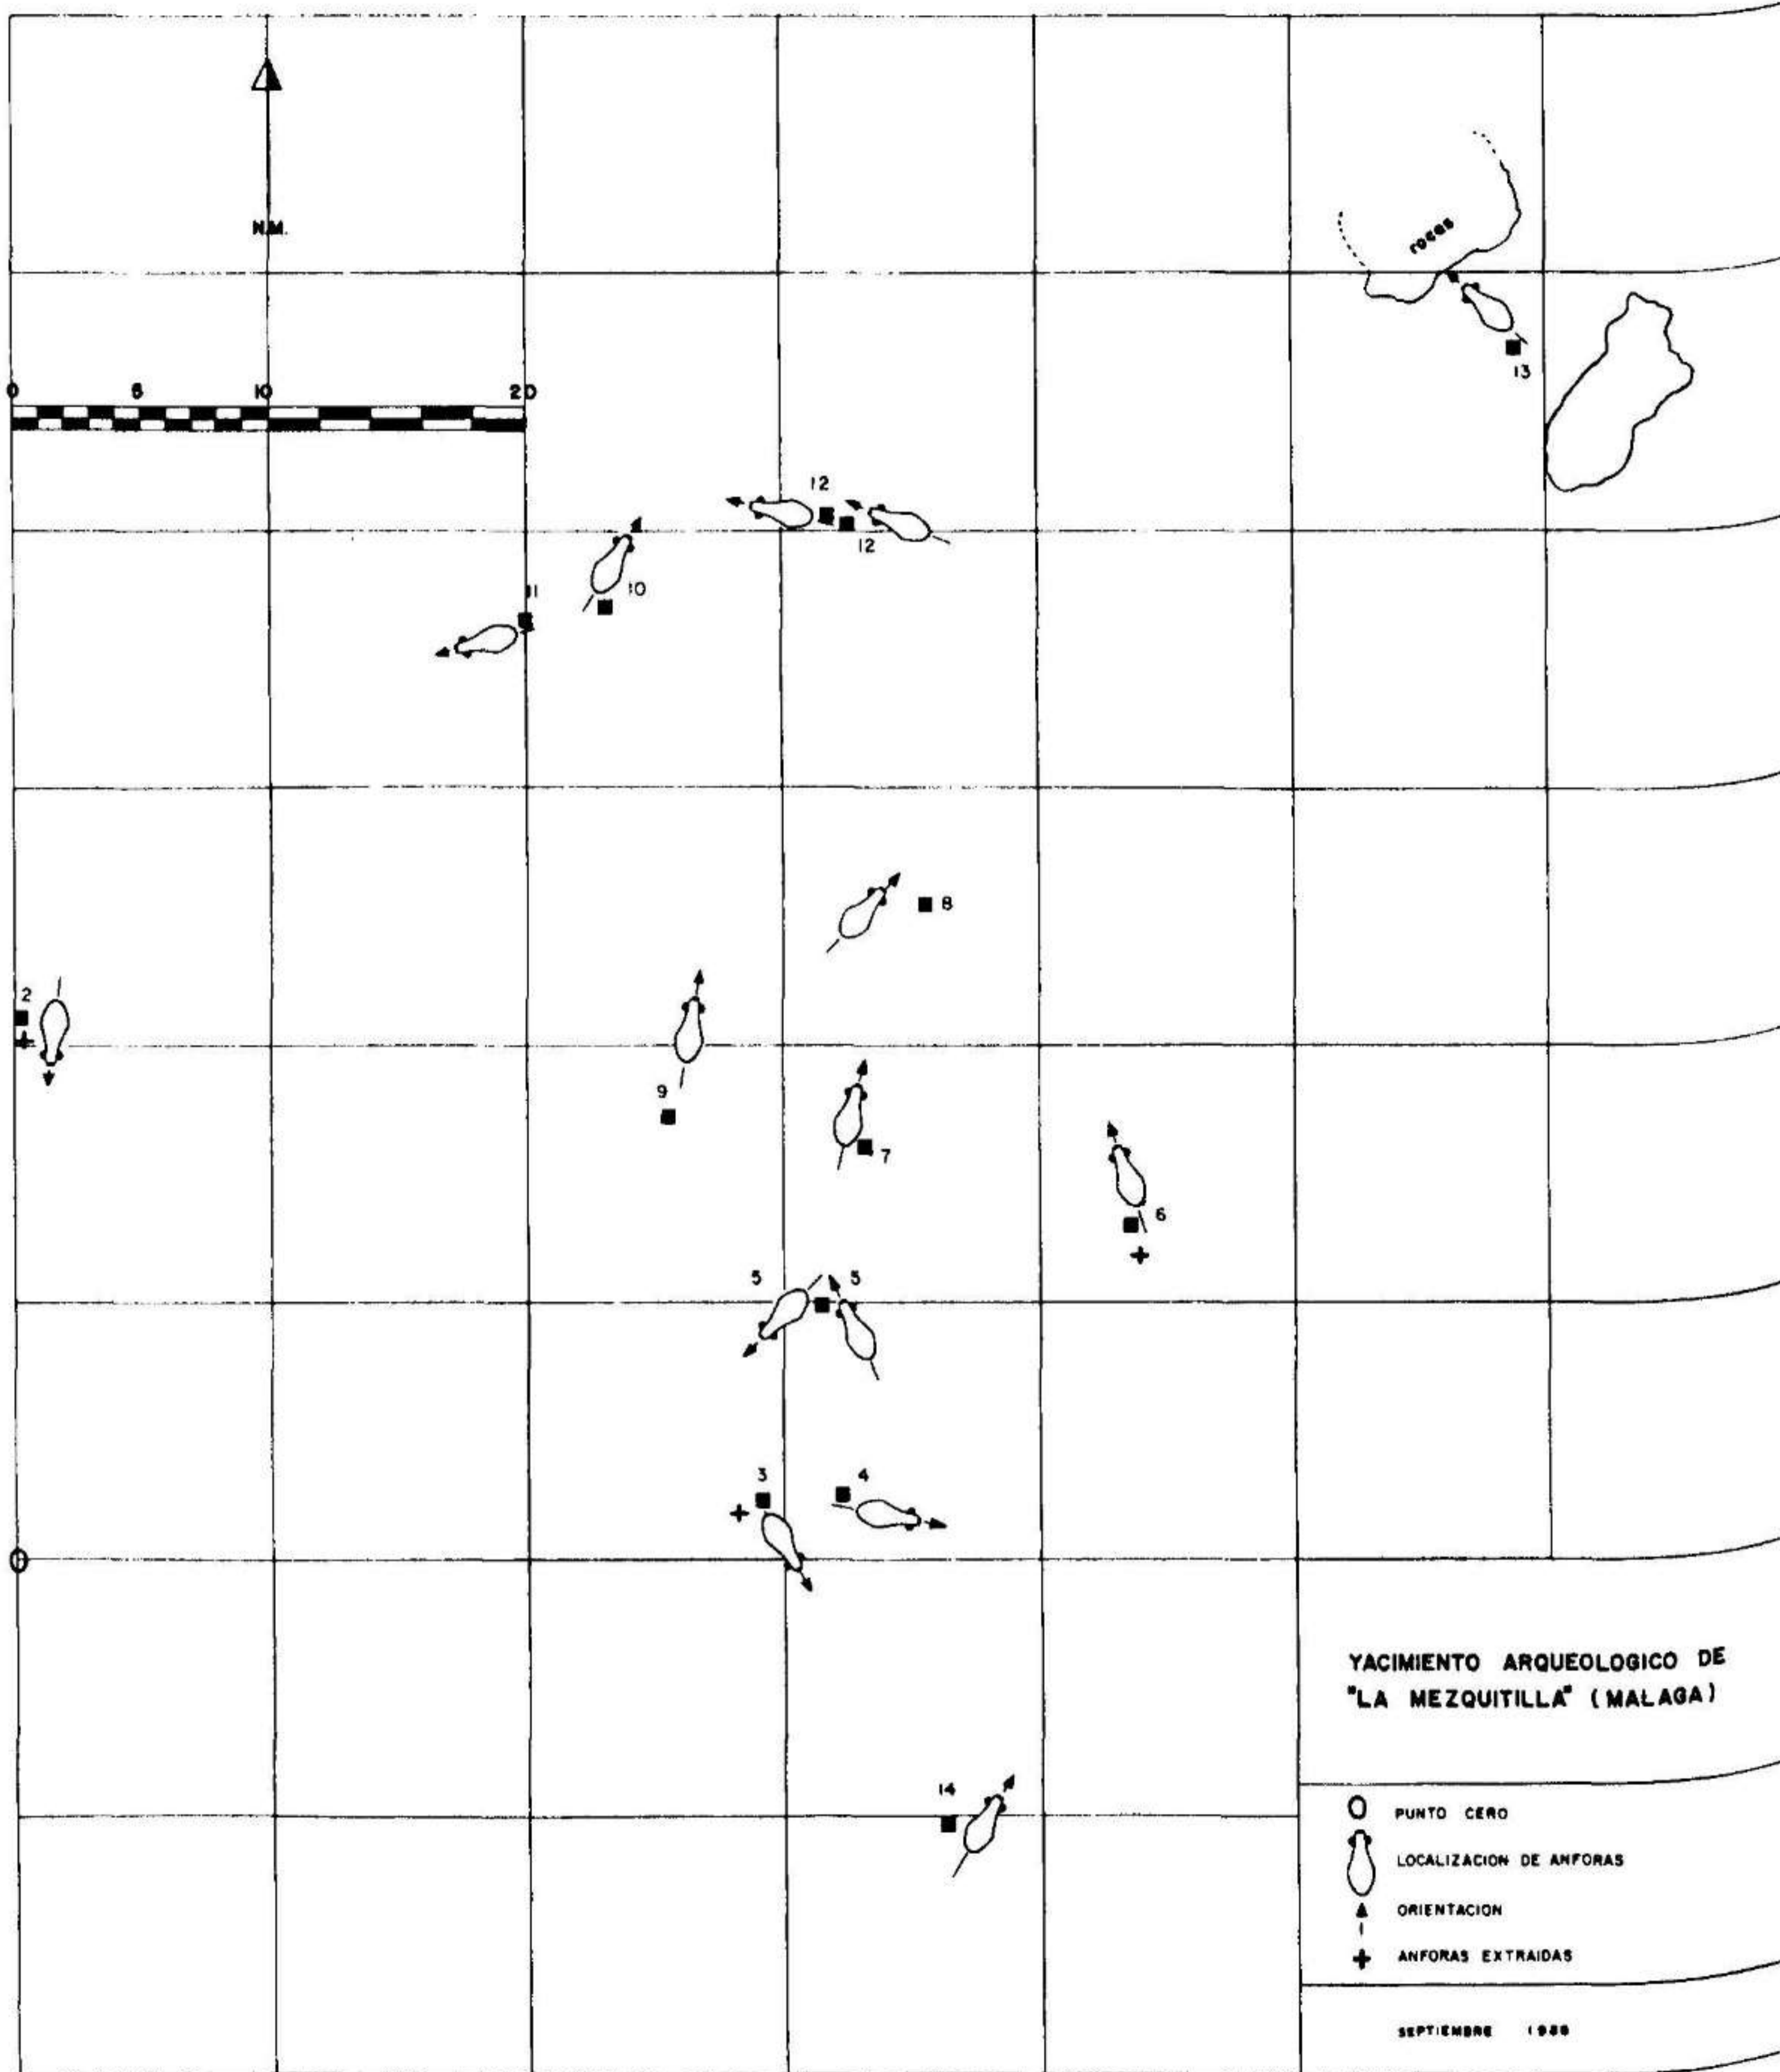 N.M.
rocas
13
0 5 10 20
12
12
10
11
8
2
9
7
6
5 5
3 4
YACIMIENTO ARQUEOLOGICO DE
"LA MEZQUITILLA" (MALAGA)
14
O PUNTO CERO
LOCALIZACION DE ANFORAS
ORIENTACION
ANFORAS EXTRAIDAS
SEPTIEMBRE